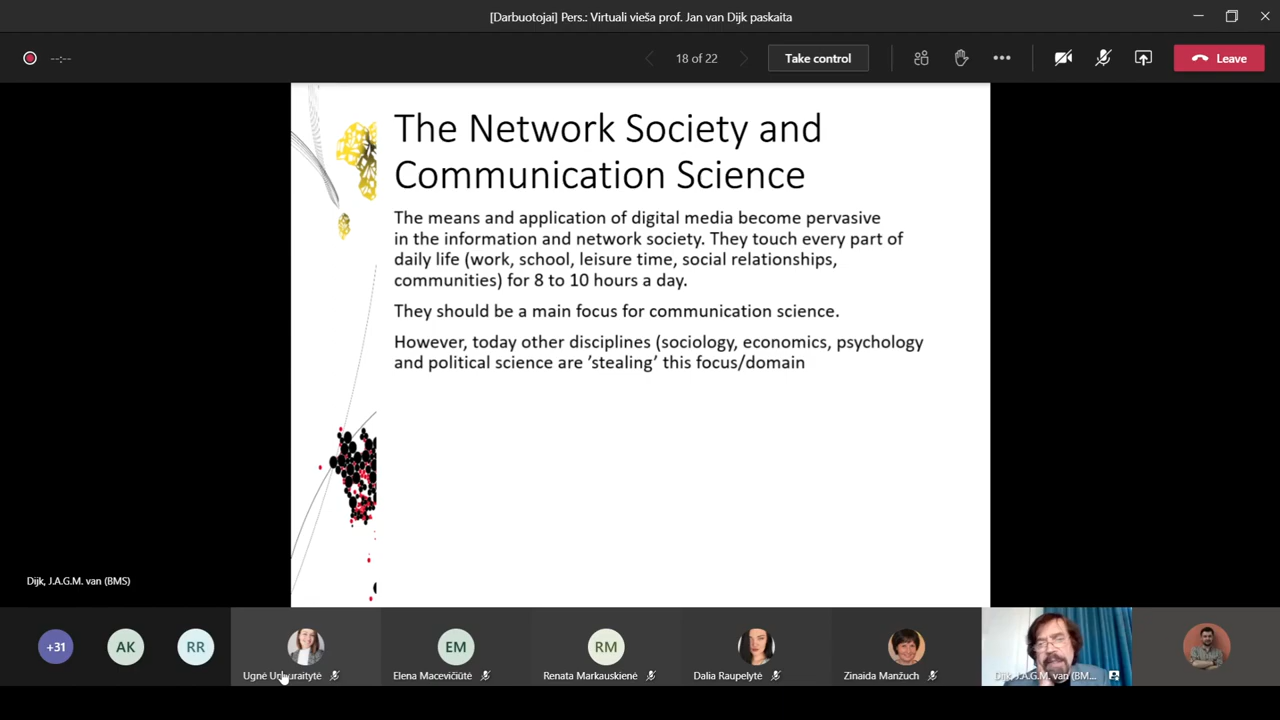 [Darbuotojai] Pers.: Virtuali vieša prof. Jan van Dijk paskaita
--:--
18 of 22
Take control
Leave
The Network Society and
Communication Science
The means and application of digital media become pervasive
in the information and network society. They touch every part of
daily life (work, school, leisure time, social relationships,
communities) for 8 to 10 hours a day.
They should be a main focus for communication science.
However, today other disciplines (sociology, economics, psychology
and political science are ’stealing’ this focus/domain
Dijk, J.A.G.M. van (BMS)
+31
AK
RR
EM
RM
Ugnė Urburaitytė
Elena Macevičiūtė
Renata Markauskienė
Dalia Raupelytė
Zinaida Manžuch
Dijk, J.A.G.M. van (BM...